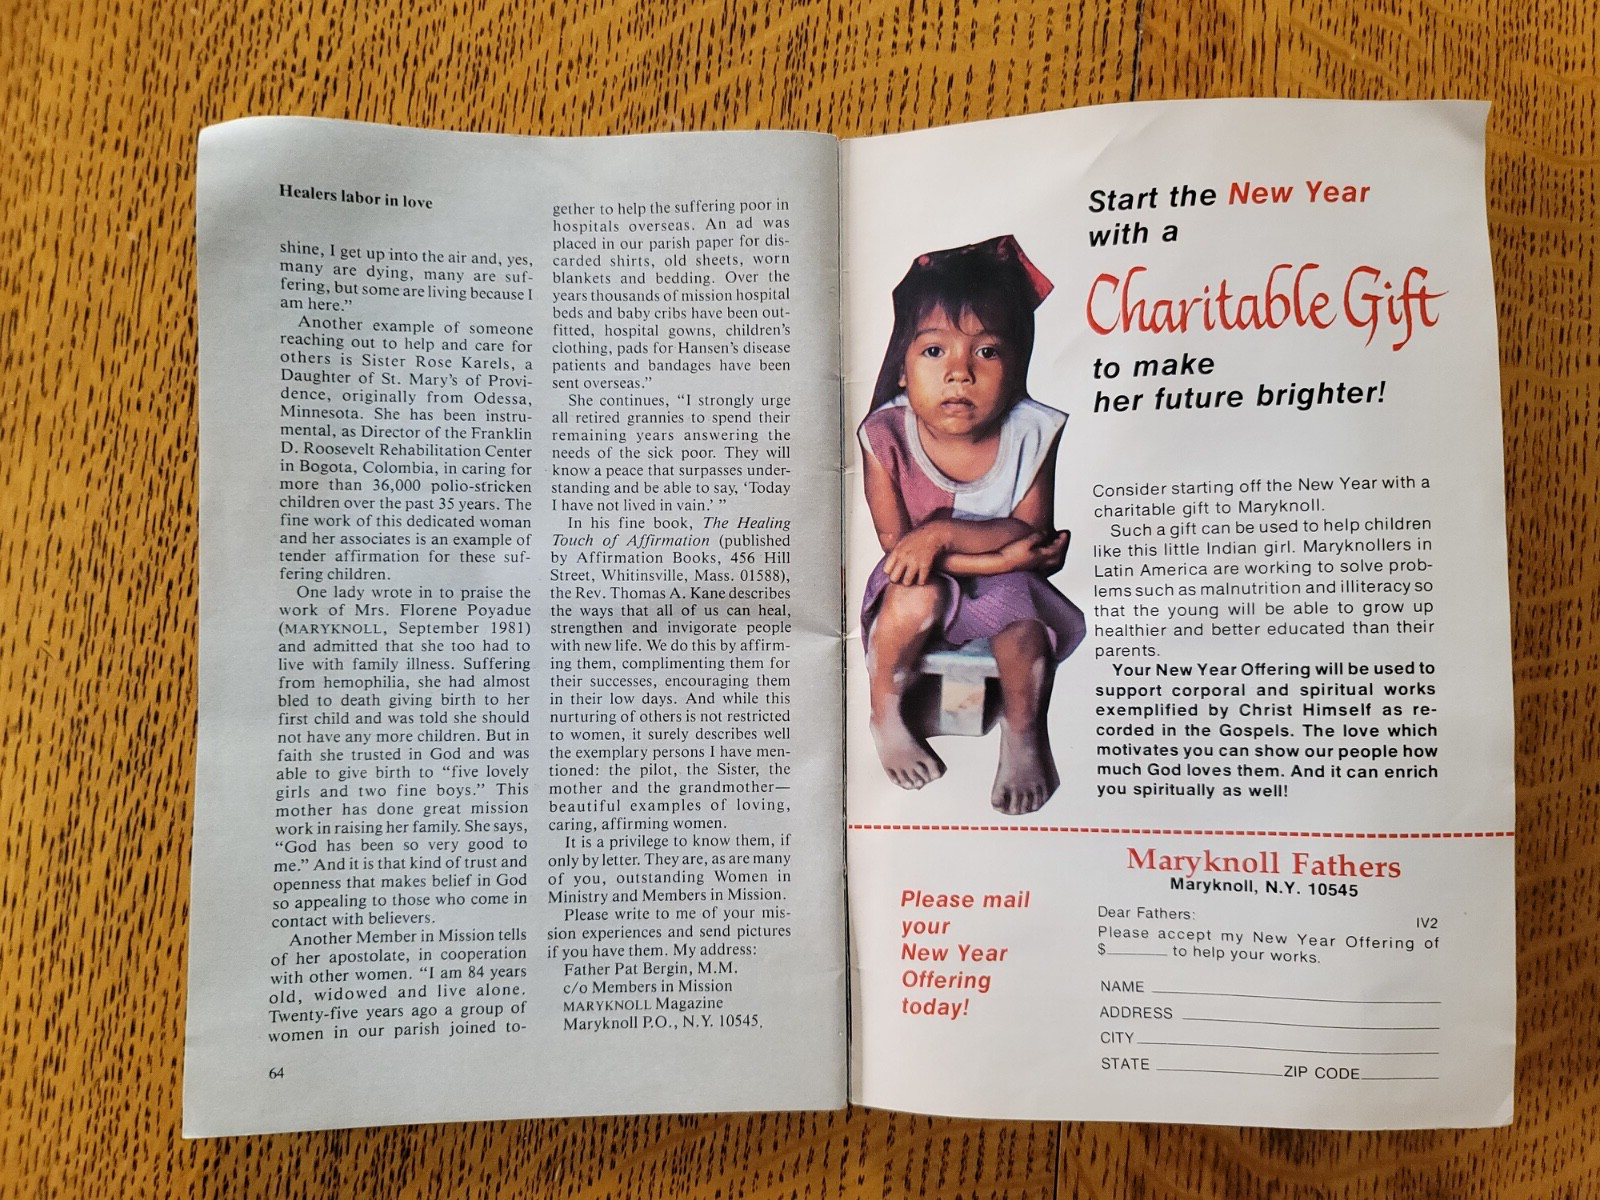 Healers labor in love
shine, I get up into the air and, yes,
many are dying, many are suf-
fering, but some are living because I
am here."
Another example of someone
reaching out to help and care for
others is Sister Rose Karels, a
Daughter of St. Mary's of Provi-
dence, originally from Odessa,
Minnesota. She has been instru-
mental, as Director of the Franklin
D. Roosevelt Rehabilitation Center
in Bogota, Colombia, in caring for
more than 36,000 polio-stricken
children over the past 35 years. The
fine work of this dedicated woman
and her associates is an example of
tender affirmation for these suf-
fering children.
One lady wrote in to praise the
work of Mrs. Florene Poyadue
(MARYKNOLL, September 1981)
and admitted that she too had to
live with family illness. Suffering
from hemophilia, she had almost
bled to death giving birth to her
first child and was told she should
not have any more children. But in
faith she trusted in God and was
able to give birth to "five lovely
girls and two fine boys." This
mother has done great mission
work in raising her family. She says,
"God has been so very good to
me." And it is that kind of trust and
openness that makes belief in God
so appealing to those who come in
contact with believers.
Another Member in Mission tells
of her apostolate, in cooperation
with other women. "I am 84 years
old, widowed and live alone.
Twenty-five years ago a group of
women in our parish joined to-
64
gether to help the suffering poor in
hospitals overseas. An ad was
placed in our parish paper for dis-
carded shirts, old sheets, worn
blankets and bedding. Over the
years thousands of mission hospital
beds and baby cribs have been out-
fitted, hospital gowns, children's
clothing, pads for Hansen's disease
patients and bandages have been
sent overseas."
She continues, "I strongly urge
all retired grannies to spend their
remaining years answering the
needs of the sick poor. They will
know a peace that surpasses under-
standing and be able to say, 'Today
I have not lived in vain.' "
In his fine book, The Healing
Touch of Affirmation (published
by Affirmation Books, 456 Hill
Street, Whitinsville, Mass. 01588),
the Rev. Thomas A. Kane describes
the ways that all of us can heal,
strengthen and invigorate people
with new life. We do this by affirm-
ing them, complimenting them for
their successes, encouraging them
in their low days. And while this
nurturing of others is not restricted
to women, it surely describes well
the exemplary persons I have men-
tioned: the pilot, the Sister, the
mother and the grandmother—
beautiful examples of loving,
caring, affirming women.
It is a privilege to know them, if
only by letter. They are, as are many
of you, outstanding Women in
Ministry and Members in Mission.
Please write to me of your mis-
sion experiences and send pictures
if you have them. My address:
Father Pat Bergin, M.M.
c/o Members in Mission
MARYKNOLL Magazine
Maryknoll P.O., N.Y. 10545.
Start the New Year
with a
Charitable Gift
to make
her future brighter!
Consider starting off the New Year with a
charitable gift to Maryknoll.
Such a gift can be used to help children
like this little Indian girl. Maryknollers in
Latin America are working to solve prob-
lems such as malnutrition and illiteracy so
that the young will be able to grow up
healthier and better educated than their
parents.
Your New Year Offering will be used to
support corporal and spiritual works
exemplified by Christ Himself as re-
corded in the Gospels. The love which
motivates you can show our people how
much God loves them. And it can enrich
you spiritually as well!
Please mail
your
New Year
Offering
today!
Maryknoll Fathers
Maryknoll, N.Y. 10545
Dear Fathers:
IV2
Please accept my New Year Offering of
$________ to help your works.
NAME
ADDRESS
CITY
STATE ZIP CODE